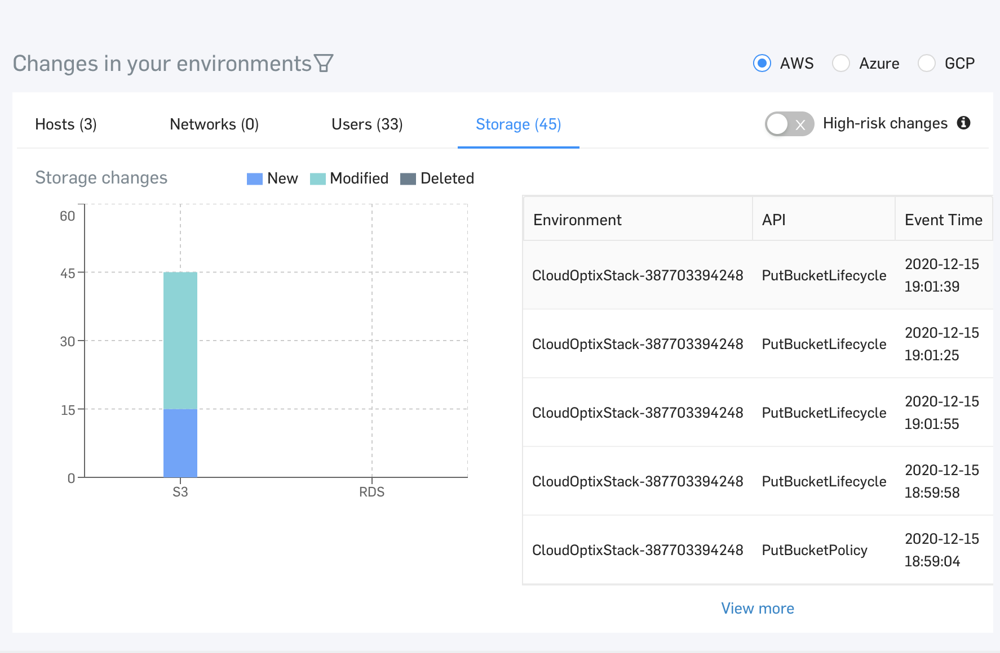 Changes in your environments
AWS
Azure
GCP
Hosts (3)
Networks (0)
Users (33)
Storage (45)
High-risk changes
Storage changes
New
Modified
Deleted
60
45
30
15
0
S3
RDS
Environment
API
Event Time
CloudOptixStack-387703394248
PutBucketLifecycle
2020-12-15
19:01:39
CloudOptixStack-387703394248
PutBucketLifecycle
2020-12-15
19:01:25
CloudOptixStack-387703394248
PutBucketLifecycle
2020-12-15
19:01:55
CloudOptixStack-387703394248
PutBucketLifecycle
2020-12-15
18:59:58
CloudOptixStack-387703394248
PutBucketPolicy
2020-12-15
18:59:04
View more